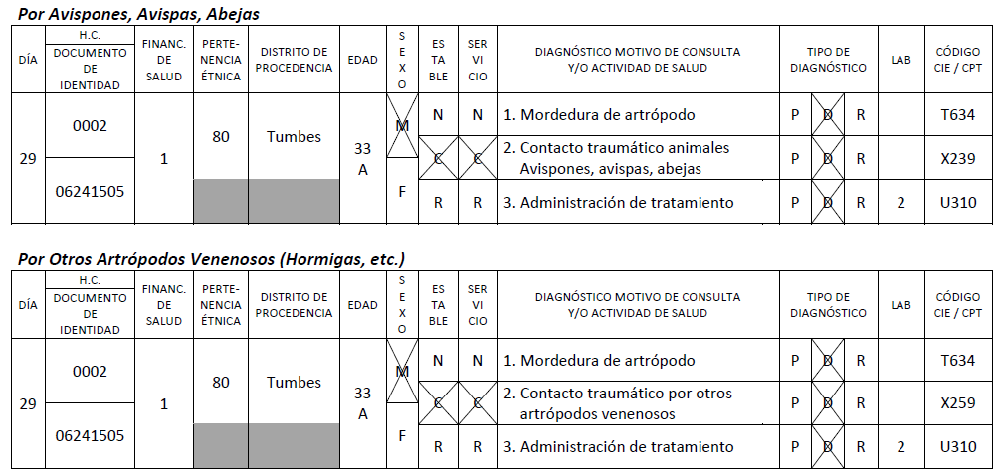 Por Avispones, Avispas, Abejas
DÍA
H.C.
DOCUMENTO
DE
IDENTIDAD
FINANC.
DE
SALUD
PERTE-
NENCIA
ÉTNICA
DISTRITO DE
PROCEDENCIA
EDAD
S
E
X
O
ES
TA
BLE
SER
VI
CIO
DIAGNÓSTICO MOTIVO DE CONSULTA
Y/O ACTIVIDAD DE SALUD
TIPO DE
DIAGNÓSTICO
LAB
CÓDIGO
CIE / CPT
29
0002
06241505
1
80
Tumbes
33
A
M
F
N N 1. Mordedura de artrópodo P D R T634
C C 2. Contacto traumático animales
Avispones, avispas, abejas P D R X239
R R 3. Administración de tratamiento P D R 2 U310
Por Otros Artrópodos Venenosos (Hormigas, etc.)
DÍA
H.C.
DOCUMENTO
DE
IDENTIDAD
FINANC.
DE
SALUD
PERTE-
NENCIA
ÉTNICA
DISTRITO DE
PROCEDENCIA
EDAD
S
E
X
O
ES
TA
BLE
SER
VI
CIO
DIAGNÓSTICO MOTIVO DE CONSULTA
Y/O ACTIVIDAD DE SALUD
TIPO DE
DIAGNÓSTICO
LAB
CÓDIGO
CIE / CPT
29
0002
06241505
1
80
Tumbes
33
A
M
F
N N 1. Mordedura de artrópodo P D R T634
C C 2. Contacto traumático por otros
artrópodos venenosos P D R X259
R R 3. Administración de tratamiento P D R 2 U310